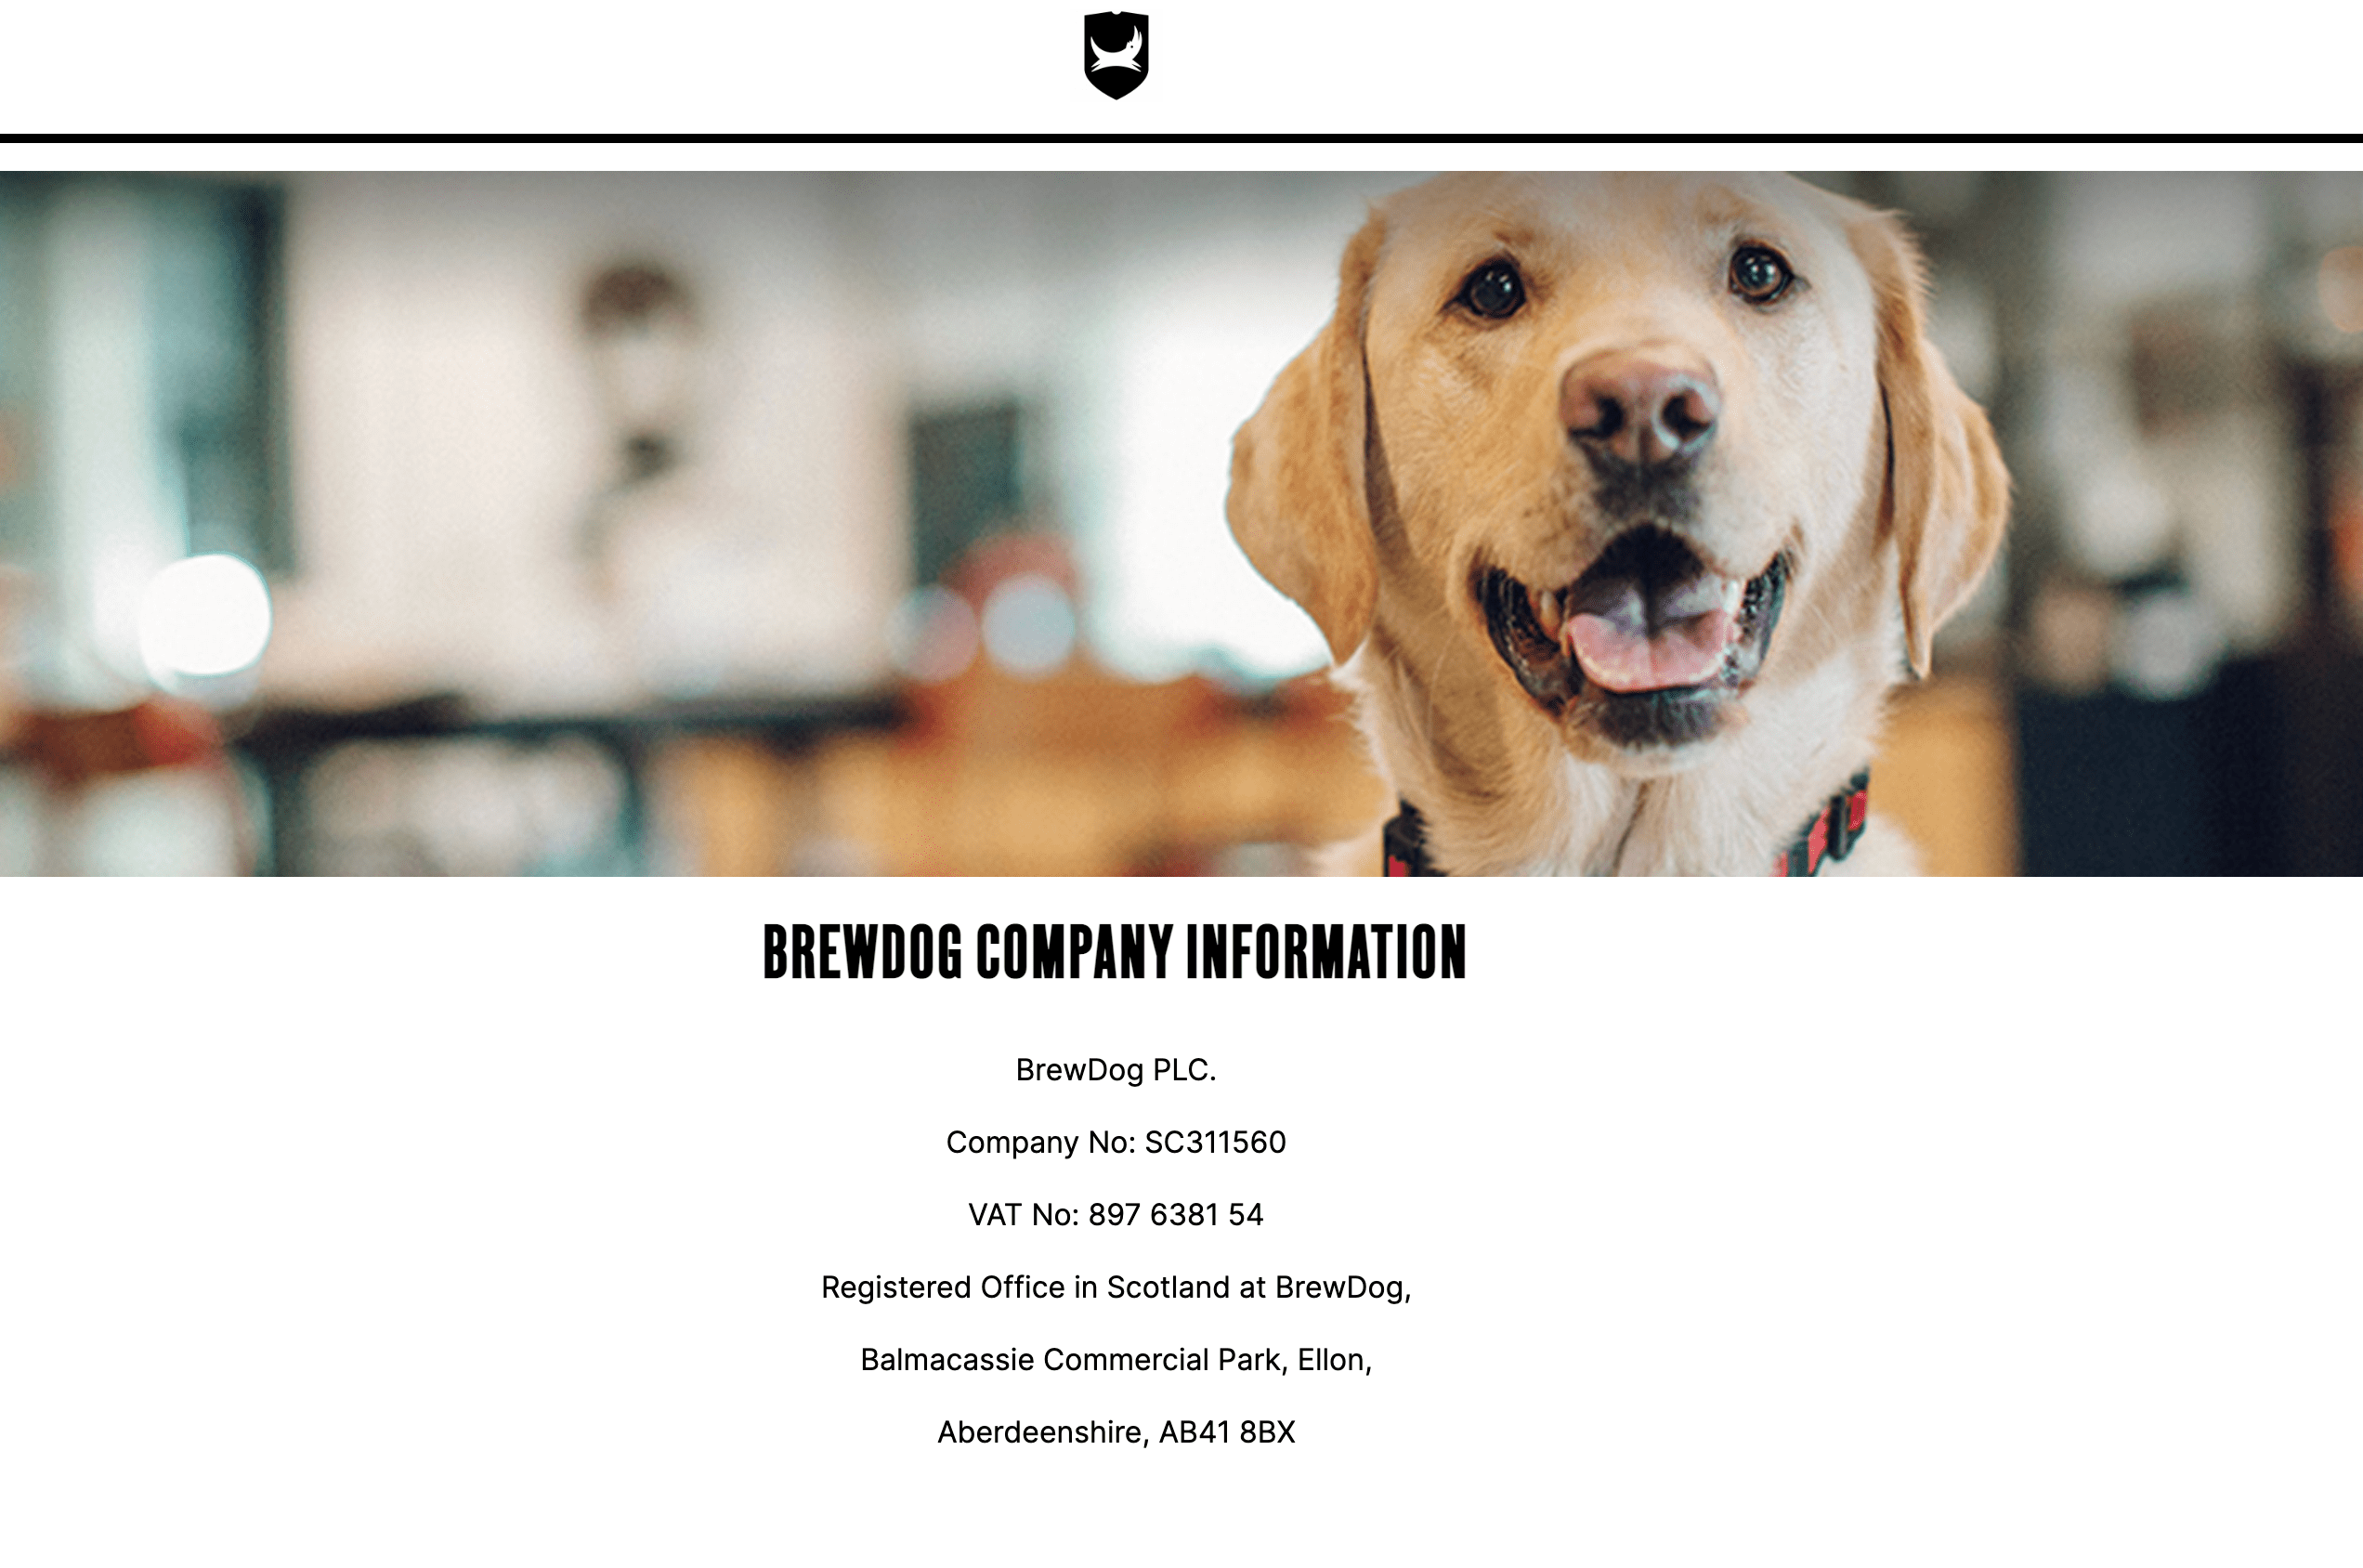 BREWDOG COMPANY INFORMATION
BrewDog PLC.
Company No: SC311560
VAT No: 897 6381 54
Registered Office in Scotland at BrewDog,
Balmacassie Commercial Park, Ellon,
Aberdeenshire, AB41 8BX